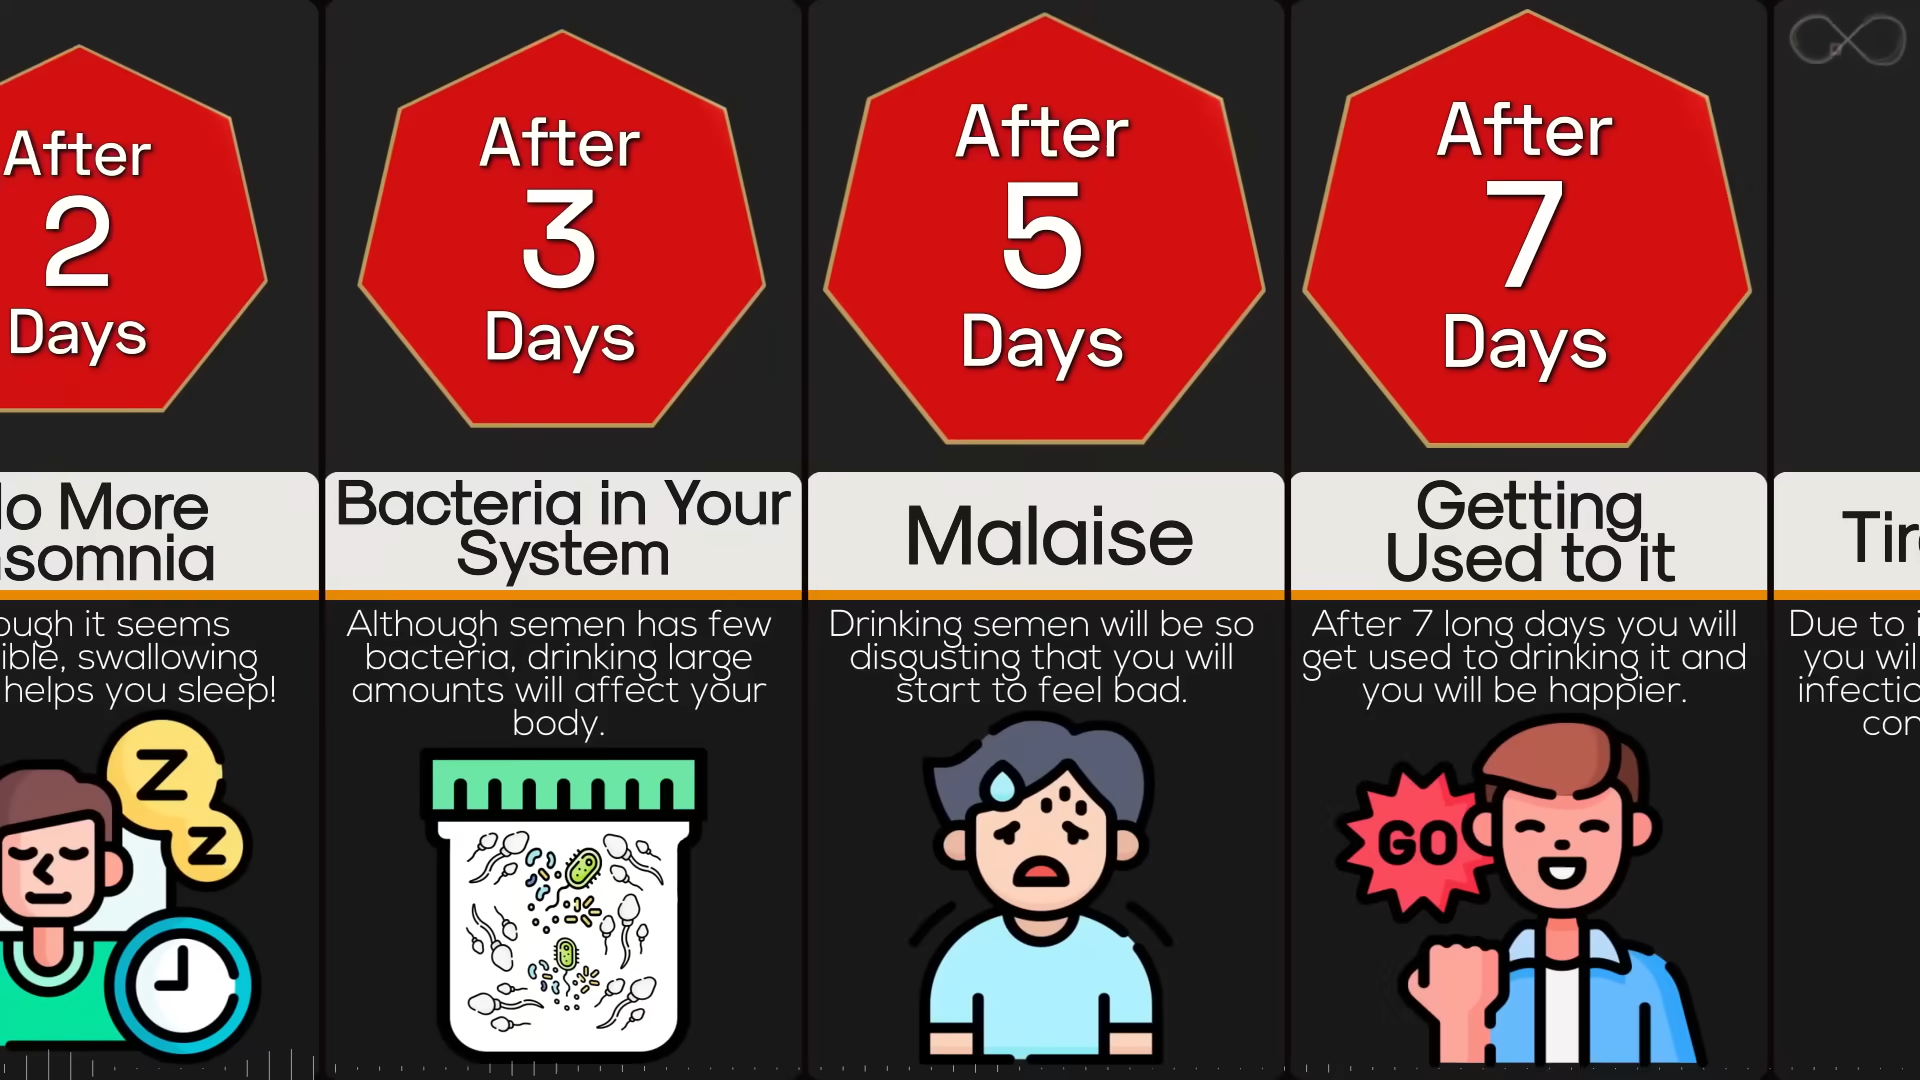 After
2
Days
No More
Insomnia
ough it seems
ible, swallowing
helps you sleep!
Z
Z
After
3
Days
Bacteria in Your
System
Although semen has few
bacteria, drinking large
amounts will affect your
body.
After
5
Days
Malaise
Drinking semen will be so
disgusting that you will
start to feel bad.
After
7
Days
Getting
Used to it
After 7 long days you will
get used to drinking it and
you will be happier.
GO
Tir
Due to i
you wil
infectio
con